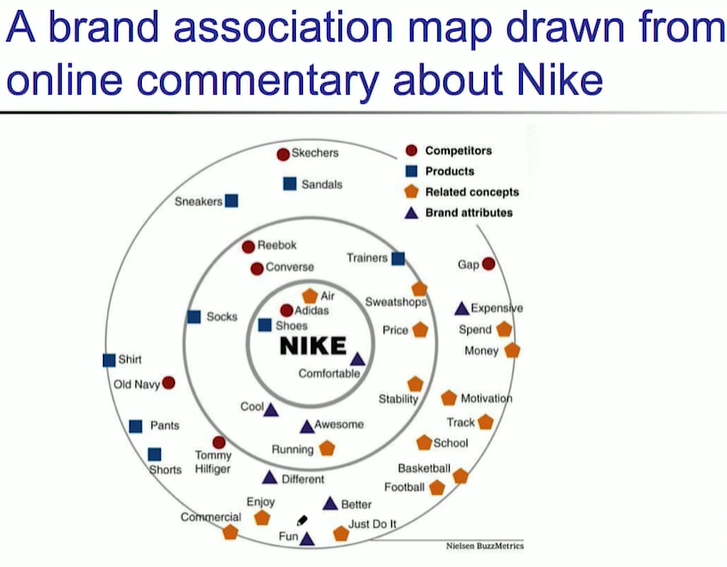 A brand association map drawn from
online commentary about Nike
Skechers
Competitors
Sandals
Products
Sneakers
Related concepts
Brand attributes
Reebok
Trainers
Gap
Converse
Air
Sweatshops
Adidas
Expensive
Socks
Shoes
Price
Spend
NIKE
Money
Shirt
Comfortable
Old Navy
Stability
Motivation
Cool
Pants
Awesome
Track
School
Running
Tommy
Hilfiger
Shorts
Basketball
Different
Football
Enjoy
Better
Commercial
Just Do It
Fun
Nielsen BuzzMetrics